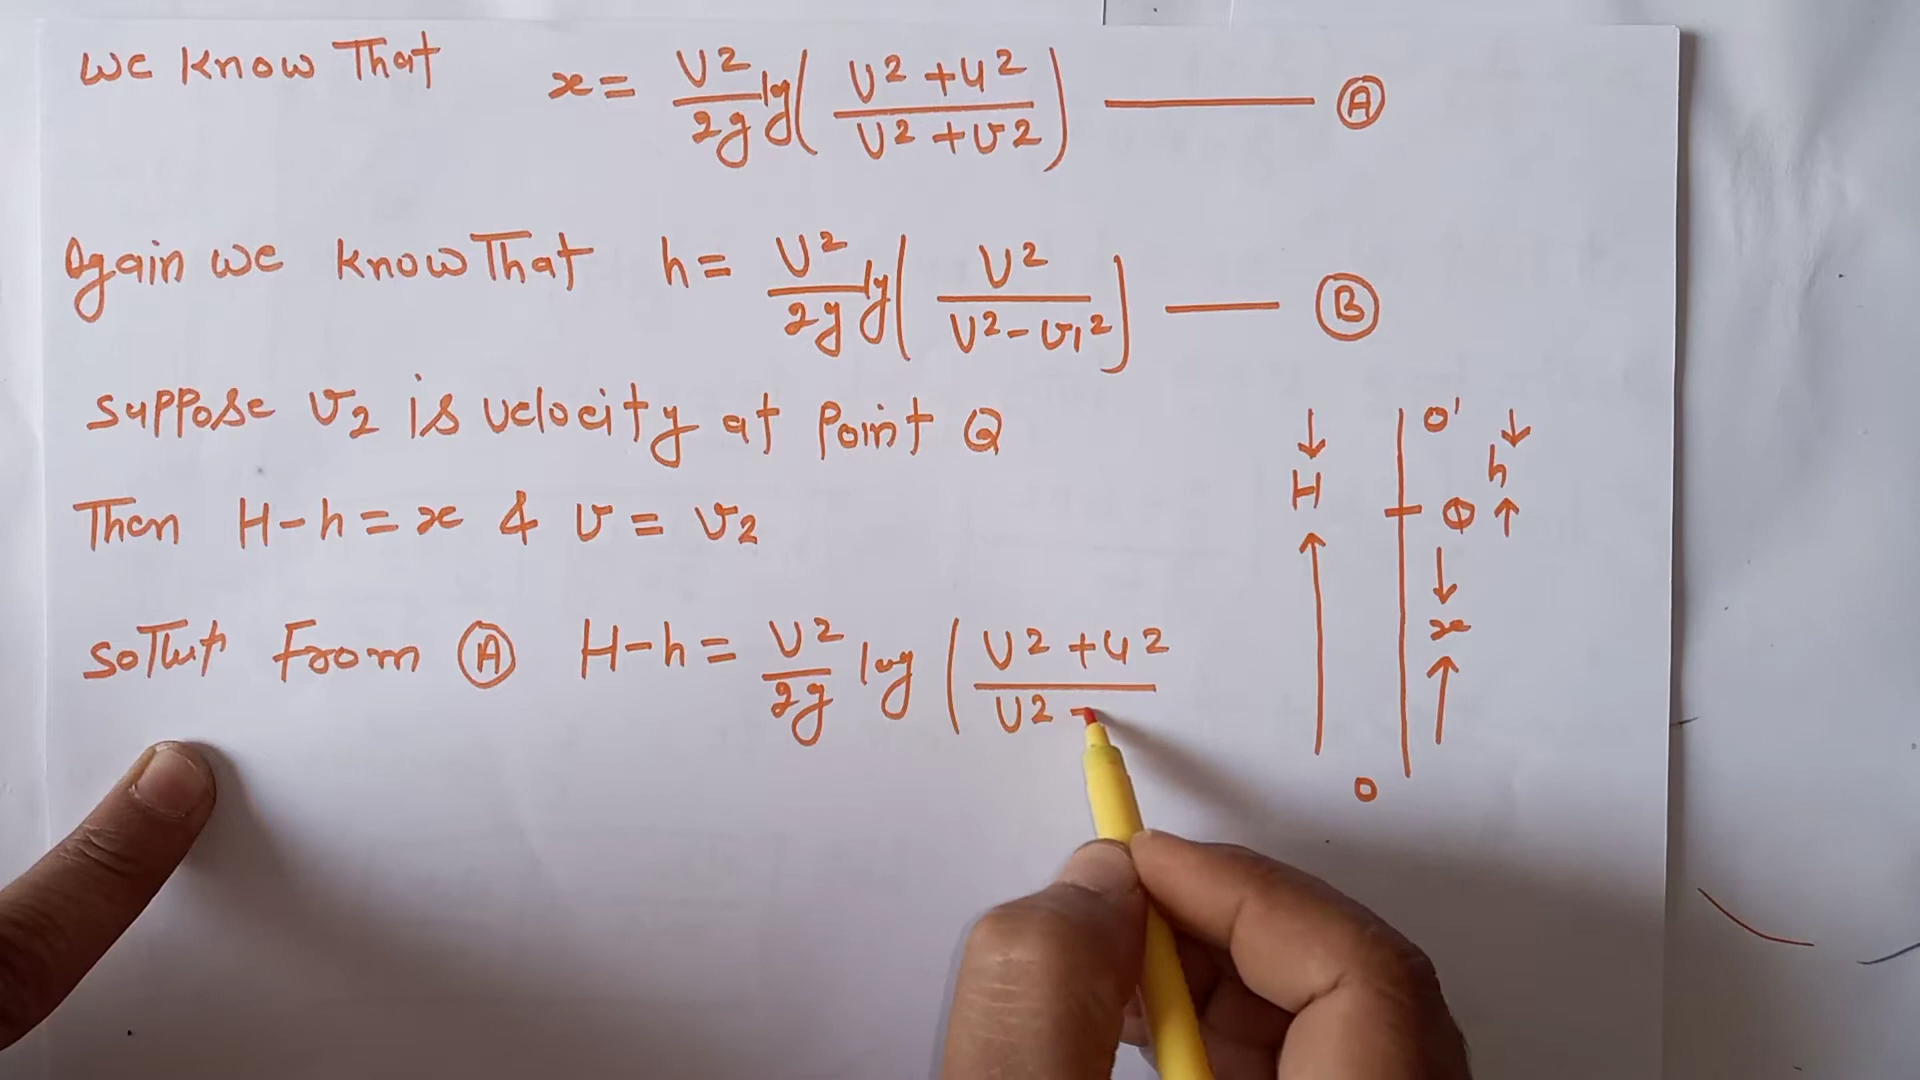 We know That x = V2/2g log( V2 + u2 / V2 + v2 ) — A
Again we know That h = V2/2g log( V2 / V2 - v12 ) — B
suppose v2 is velocity at Point Q
Then H-h = x & v = v2
So That From A H-h = V2/2g log ( V2 + u2 / V2 -
O'
H
h
Q
x
O